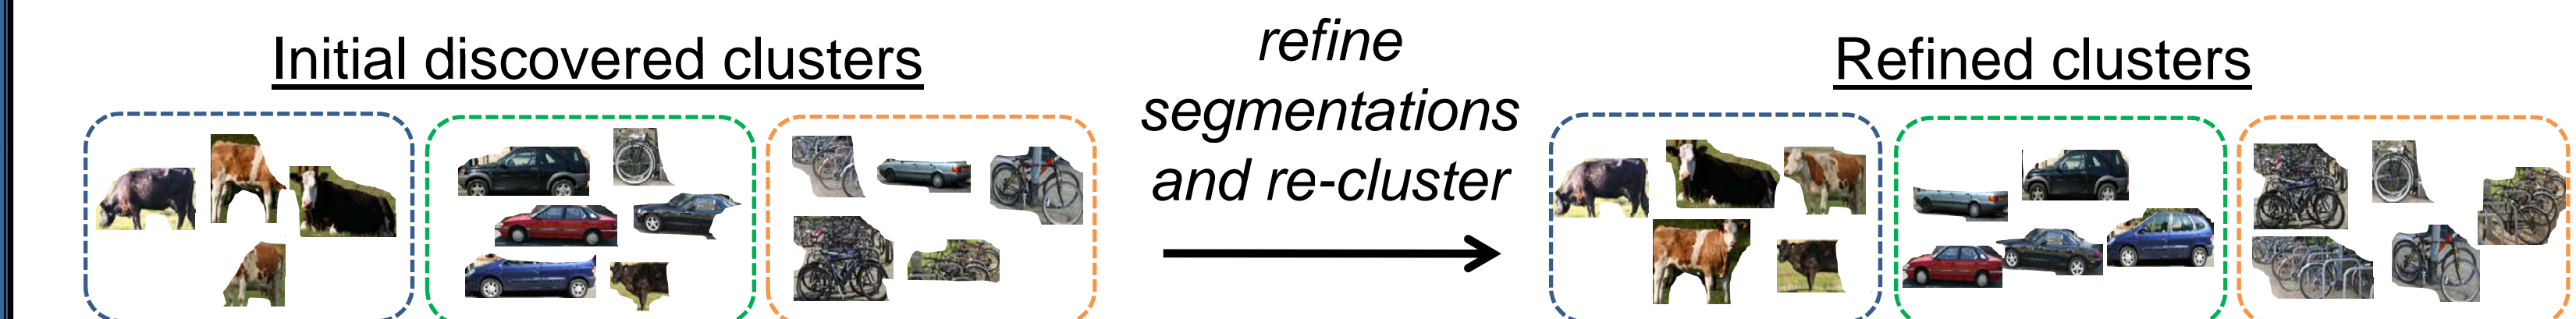 Initial discovered clusters
refine
segmentations
and re-cluster
Refined clusters